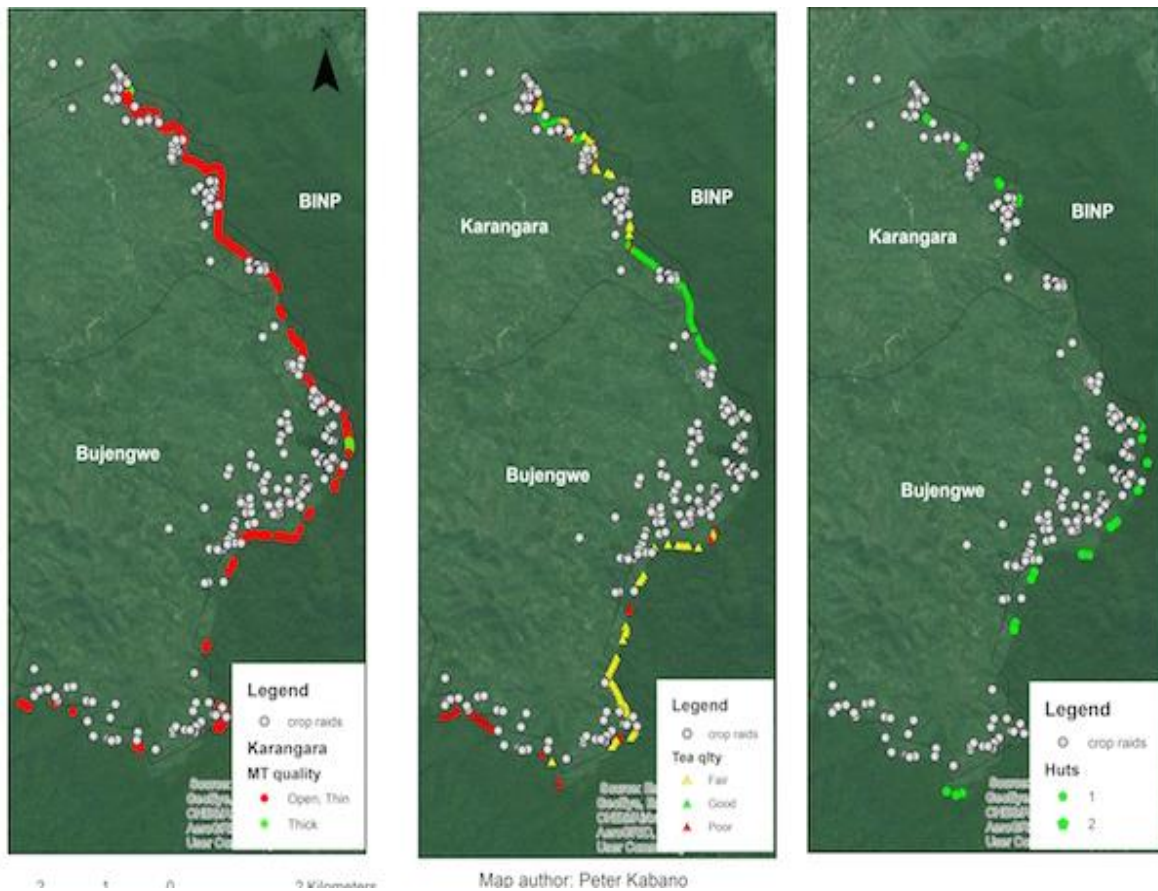 BINP
Bujengwe
Legend
crop raids
Karangara
MT quality
Open, Thin
Thick
2 1 0 2 Kilometers
BINP
Karangara
Bujengwe
Legend
crop raids
Tea qlty
Fair
Good
Poor
Map author: Peter Kabano
BINP
Karangara
Bujengwe
Legend
crop raids
Huts
1
2